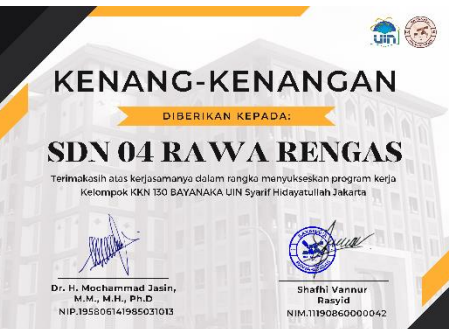 uin
KENANG-KENANGAN
DIBERIKAN KEPADA:
SDN 04 RAWA RENGAS
Terimakasih atas kerjasamanya dalam rangka menyukseskan program kerja
Kelompok KKN 130 BAYANAKA UIN Syarif Hidayatullah Jakarta
Dr. H. Mochammad Jasin,
M.M., M.H., Ph.D
NIP.195806141985031013
Shafhi Vannur
Rasyid
NIM.11190860000042